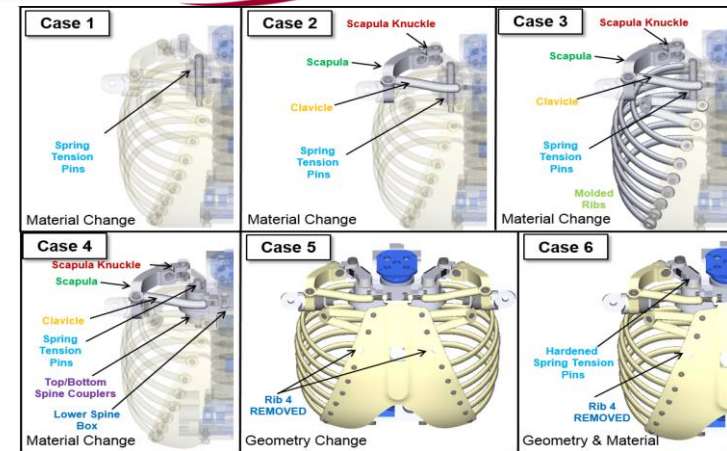 Case 1
Spring
Tension
Pins
Material Change
Case 2
Scapula Knuckle
Scapula
Clavicle
Spring
Tension
Pins
Material Change
Case 3
Scapula Knuckle
Scapula
Clavicle
Spring
Tension
Pins
Molded
Ribs
Material Change
Case 4
Scapula Knuckle
Scapula
Clavicle
Spring
Tension
Pins
Top/Bottom
Spine Couplers
Lower Spine
Box
Material Change
Case 5
Rib 4
REMOVED
Geometry Change
Case 6
Hardened
Spring Tension
Pins
Rib 4
REMOVED
Geometry & Material